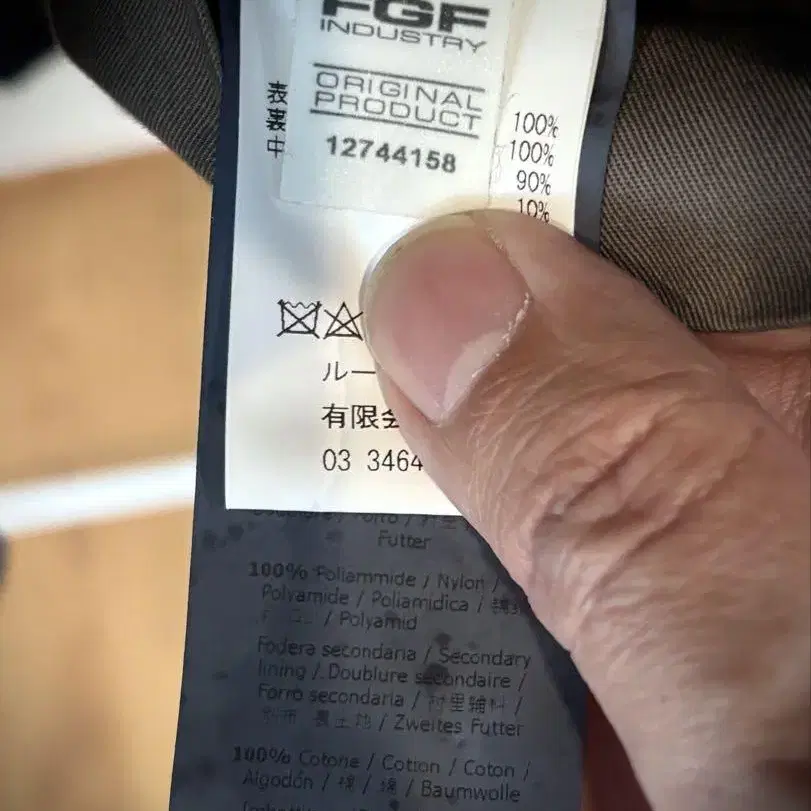 FGF
INDUSTRY
ORIGINAL
PRODUCT
12744158
表
裏
中
100%
100%
90%
10%
ルー
有限会
03 3464
Futter
100% Poliammide / Nylon /
Polyamide / Poliamidica /
/ Polyamid
Fodera secondaria / Secondary
lining / Doublure secondaire /
Forro secondaria /
/ Zweites Futter
100% Cotone / Cotton / Coton /
Algodón / 棉 / 綿 / Baumwolle